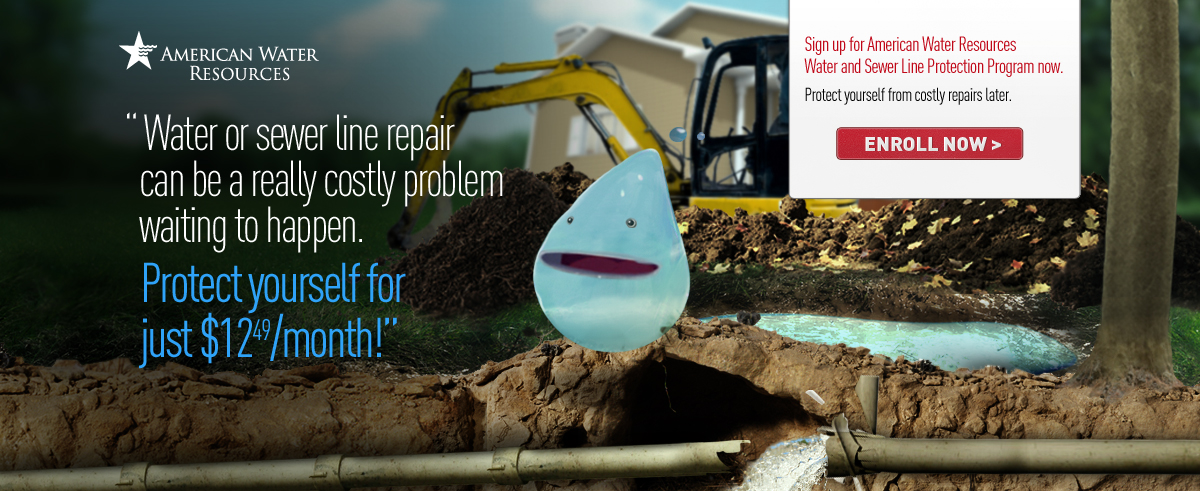 AMERICAN WATER
RESOURCES
“Water or sewer line repair
can be a really costly problem
waiting to happen.
Protect yourself for
just $12⁴⁹/month!”
Sign up for American Water Resources
Water and Sewer Line Protection Program now.
Protect yourself from costly repairs later.
ENROLL NOW >